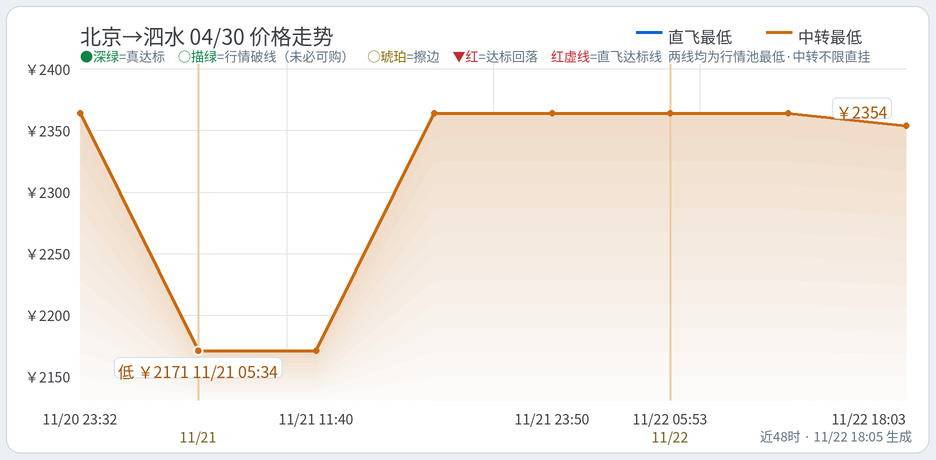 北京→泗水 04/30 价格走势
直飞最低 中转最低
●深绿=真达标 ○描绿=行情破线（未必可购） ○琥珀=擦边 ▼红=达标回落 红虚线=直飞达标线 两线均为行情池最低·中转不限直挂
￥2400
￥2350
￥2300
￥2250
￥2200
￥2150
￥2354
低 ￥2171 11/21 05:34
11/20 23:32 11/21 11:40 11/21 23:50 11/22 05:53 11/22 18:03
11/21 11/22
近48时 · 11/22 18:05 生成